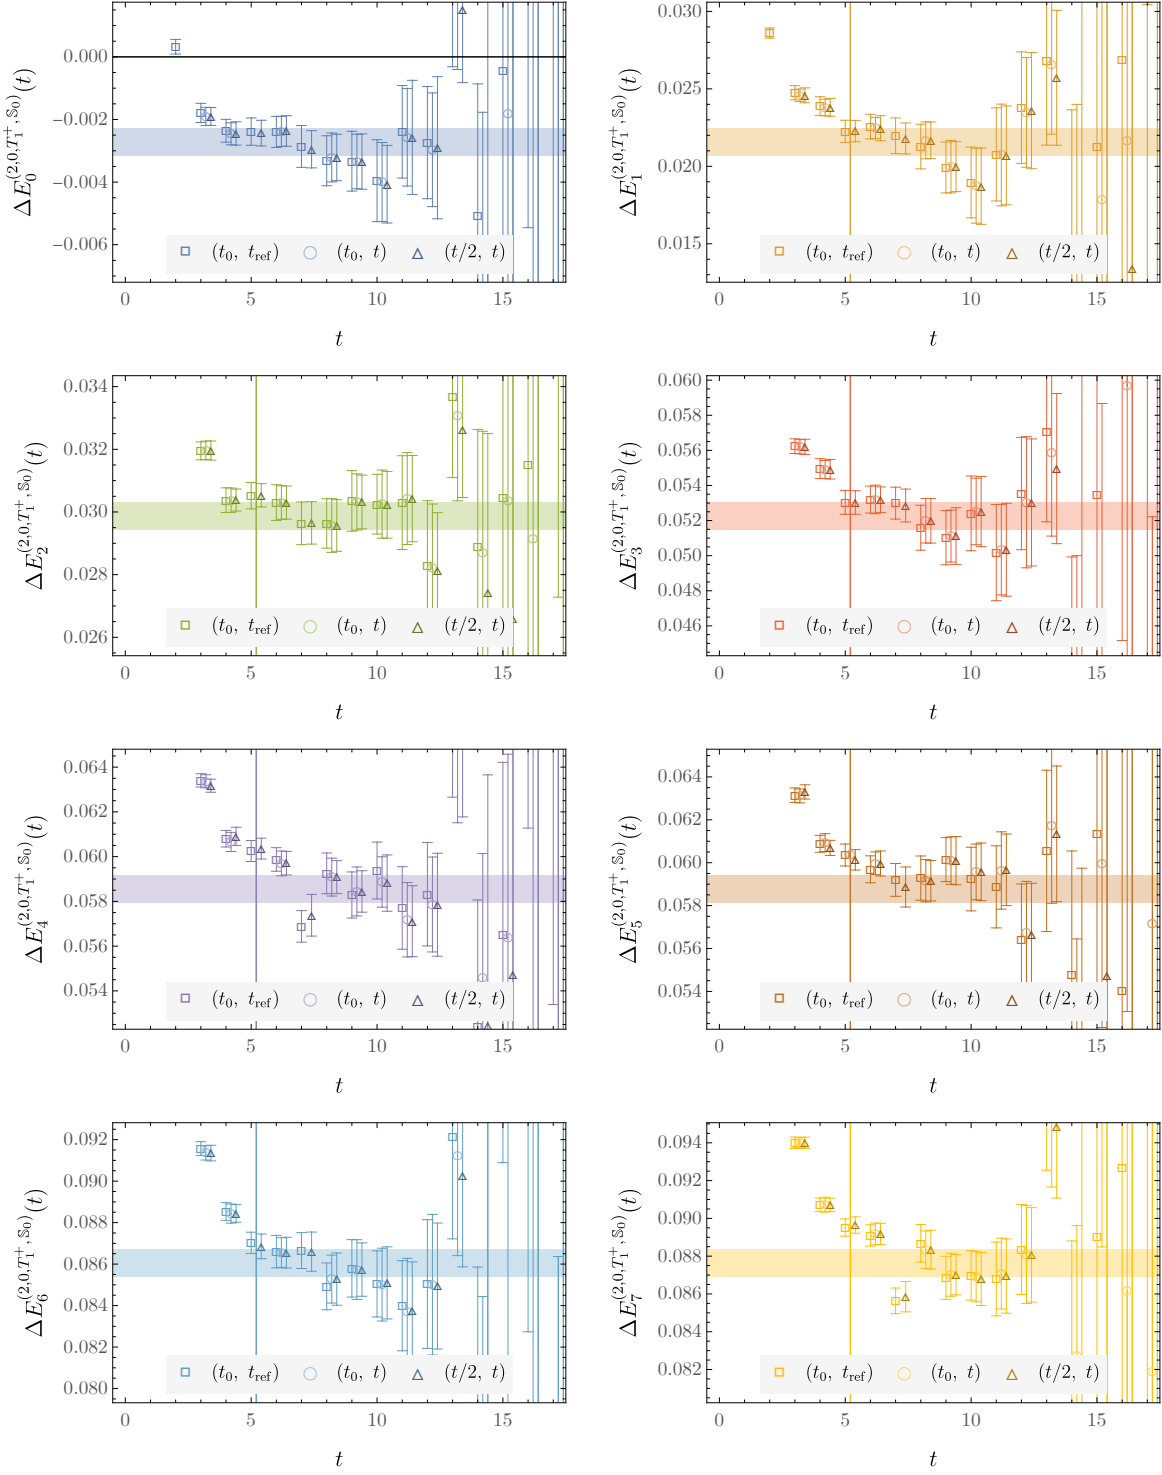 ΔE_0^{(2,0,T_1^+,𝕊_0)}(t)
0.000
−0.002
−0.004
−0.006
(t_0, t_ref) (t_0, t) (t/2, t)
0 5 10 15
t
ΔE_1^{(2,0,T_1^+,𝕊_0)}(t)
0.030
0.025
0.020
0.015
(t_0, t_ref) (t_0, t) (t/2, t)
0 5 10 15
t
ΔE_2^{(2,0,T_1^+,𝕊_0)}(t)
0.034
0.032
0.030
0.028
0.026
(t_0, t_ref) (t_0, t) (t/2, t)
0 5 10 15
t
ΔE_3^{(2,0,T_1^+,𝕊_0)}(t)
0.060
0.058
0.056
0.054
0.052
0.050
0.048
0.046
(t_0, t_ref) (t_0, t) (t/2, t)
0 5 10 15
t
ΔE_4^{(2,0,T_1^+,𝕊_0)}(t)
0.064
0.062
0.060
0.058
0.056
0.054
(t_0, t_ref) (t_0, t) (t/2, t)
0 5 10 15
t
ΔE_5^{(2,0,T_1^+,𝕊_0)}(t)
0.064
0.062
0.060
0.058
0.056
0.054
(t_0, t_ref) (t_0, t) (t/2, t)
0 5 10 15
t
ΔE_6^{(2,0,T_1^+,𝕊_0)}(t)
0.092
0.090
0.088
0.086
0.084
0.082
0.080
(t_0, t_ref) (t_0, t) (t/2, t)
0 5 10 15
t
ΔE_7^{(2,0,T_1^+,𝕊_0)}(t)
0.094
0.092
0.090
0.088
0.086
0.084
0.082
(t_0, t_ref) (t_0, t) (t/2, t)
0 5 10 15
t